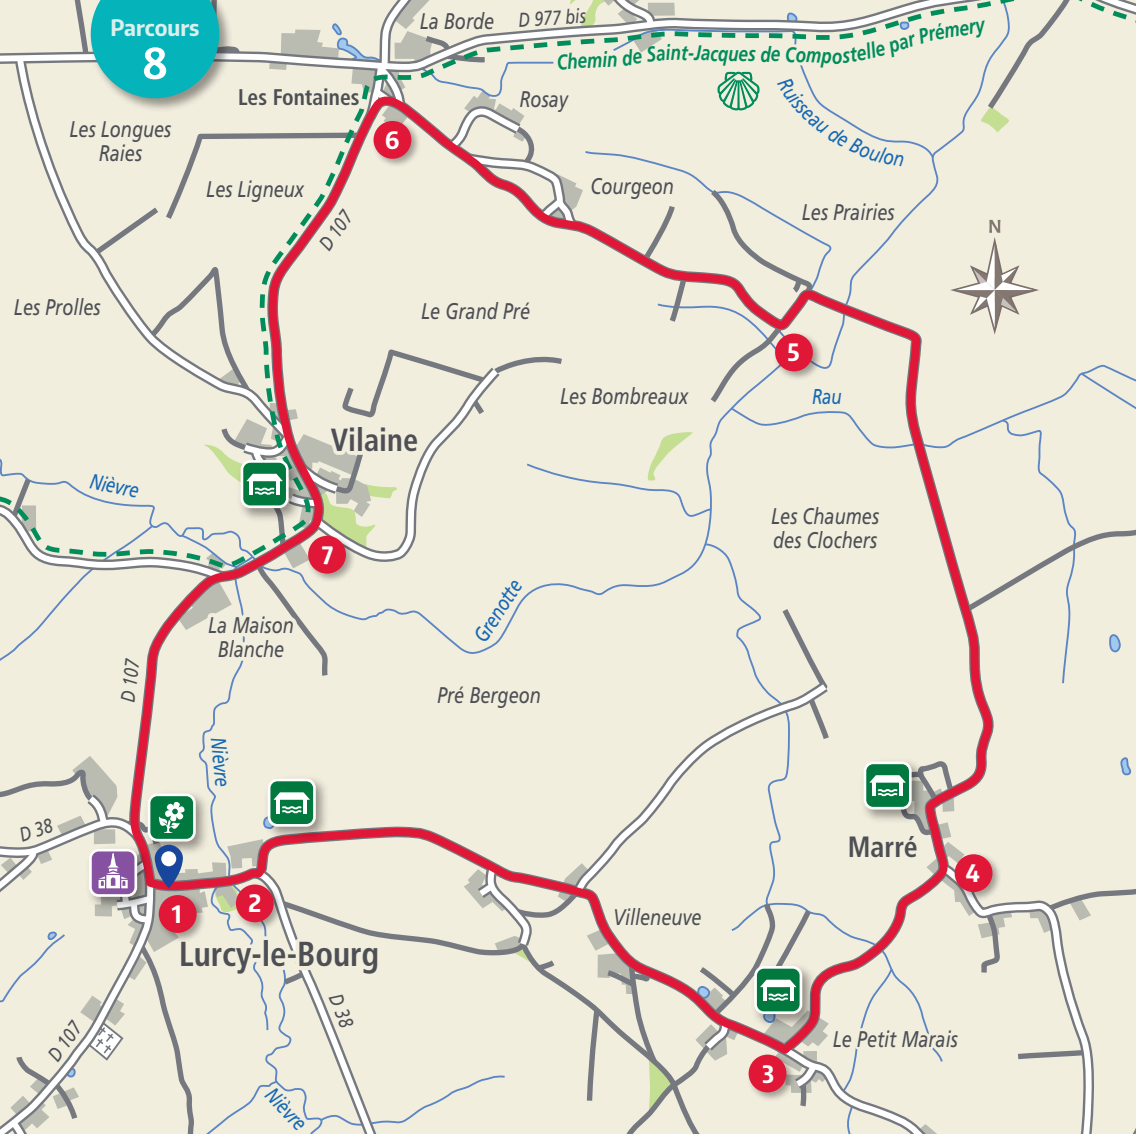 Parcours
8
La Borde
D 977 bis
Chemin de Saint-Jacques de Compostelle par Prémery
Les Fontaines
Rosay
Ruisseau de Boulon
Les Longues
Raies
6
Les Ligneux
Courgeon
Les Prairies
D 107
N
Les Prolles
Le Grand Pré
5
Les Bombreaux
Rau
Vilaine
Nièvre
Les Chaumes
des Clochers
7
Grenotte
La Maison
Blanche
D 107
Pré Bergeon
Nièvre
D 38
Marré
4
1
2
Villeneuve
Lurcy-le-Bourg
D 38
D 107
Le Petit Marais
3
Nièvre